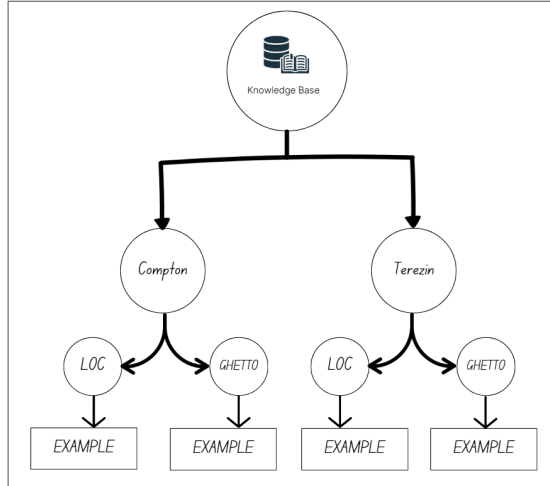 Knowledge Base
Compton
Terezin
LOC
GHETTO
LOC
GHETTO
EXAMPLE
EXAMPLE
EXAMPLE
EXAMPLE